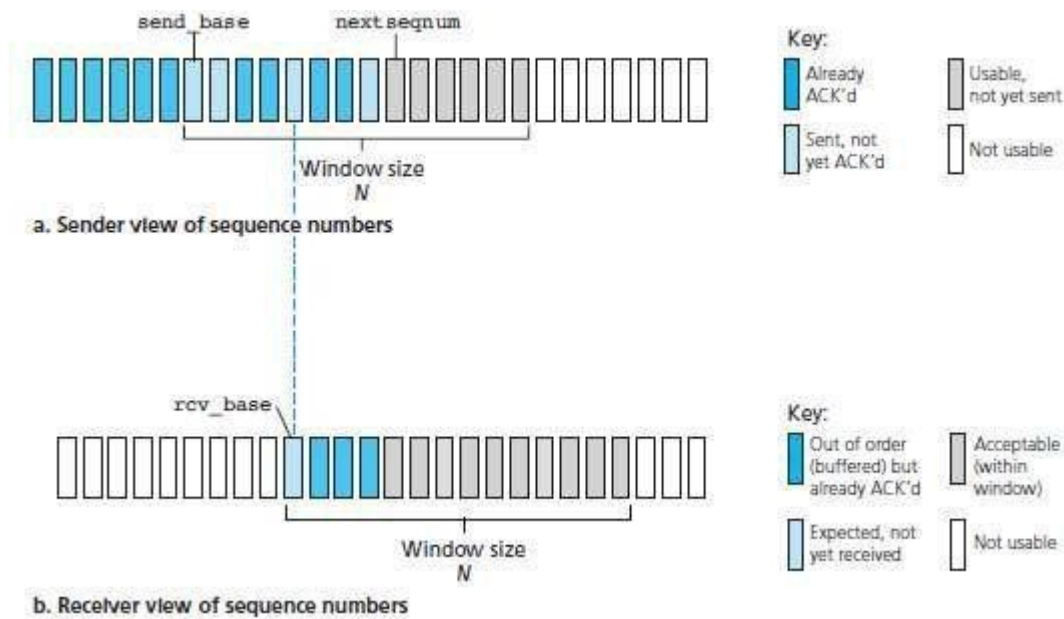 send_base
nextseqnum
Key:
Already
ACK'd
Usable,
not yet sent
Sent, not
yet ACK'd
Not usable
Window size
N
a. Sender view of sequence numbers
rcv_base
Key:
Out of order
(buffered) but
already ACK'd
Acceptable
(within
window)
Expected, not
yet received
Not usable
Window size
N
b. Receiver view of sequence numbers